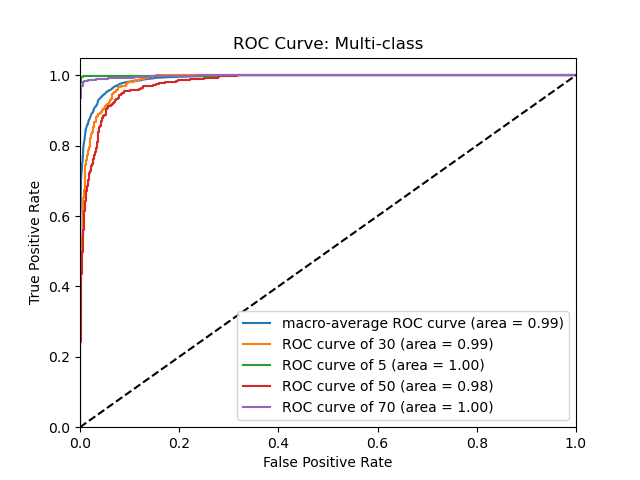 ROC Curve: Multi-class
True Positive Rate
1.0
0.8
0.6
0.4
0.2
0.0
macro-average ROC curve (area = 0.99)
ROC curve of 30 (area = 0.99)
ROC curve of 5 (area = 1.00)
ROC curve of 50 (area = 0.98)
ROC curve of 70 (area = 1.00)
0.0 0.2 0.4 0.6 0.8 1.0
False Positive Rate